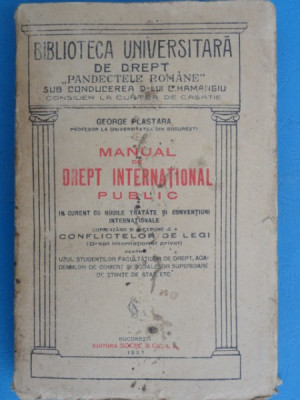 BIBLIOTECA UNIVERSITARĂ
DE DREPT
„PANDECTELE ROMÂNE"
SUB CONDUCEREA D-LUI C. HAMANGIU
CONSILIER LA CURTEA DE CASAȚIE
GEORGE PLASTARA
PROFESOR LA UNIVERSITATEA DIN BUCUREȘTI
MANUAL
DE
DREPT INTERNAȚIONAL
PUBLIC
IN CURENT CU NOUILE TRATATE ȘI CONVENȚIUNI
INTERNAȚIONALE
CONFLICTELOR DE LEGI
(Drept internațional privat)
PENTRU
UZUL STUDENȚILOR FACULTĂȚILOR DE DREPT, ACA-
DEMIILOR DE COMERȚ ȘI ȘCOALELOR SUPERIOARE
DE ȘTIINȚE DE STAT, ETC.
BUCUREȘTI
EDITURA SOCEC & Co.
1927